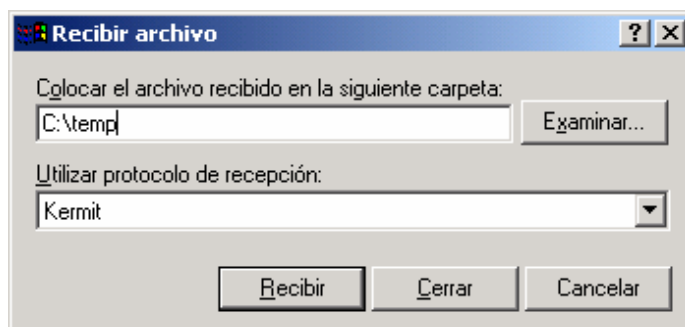 Recibir archivo
Colocar el archivo recibido en la siguiente carpeta:
C:\temp
Examinar...
Utilizar protocolo de recepción:
Kermit
Recibir Cerrar Cancelar